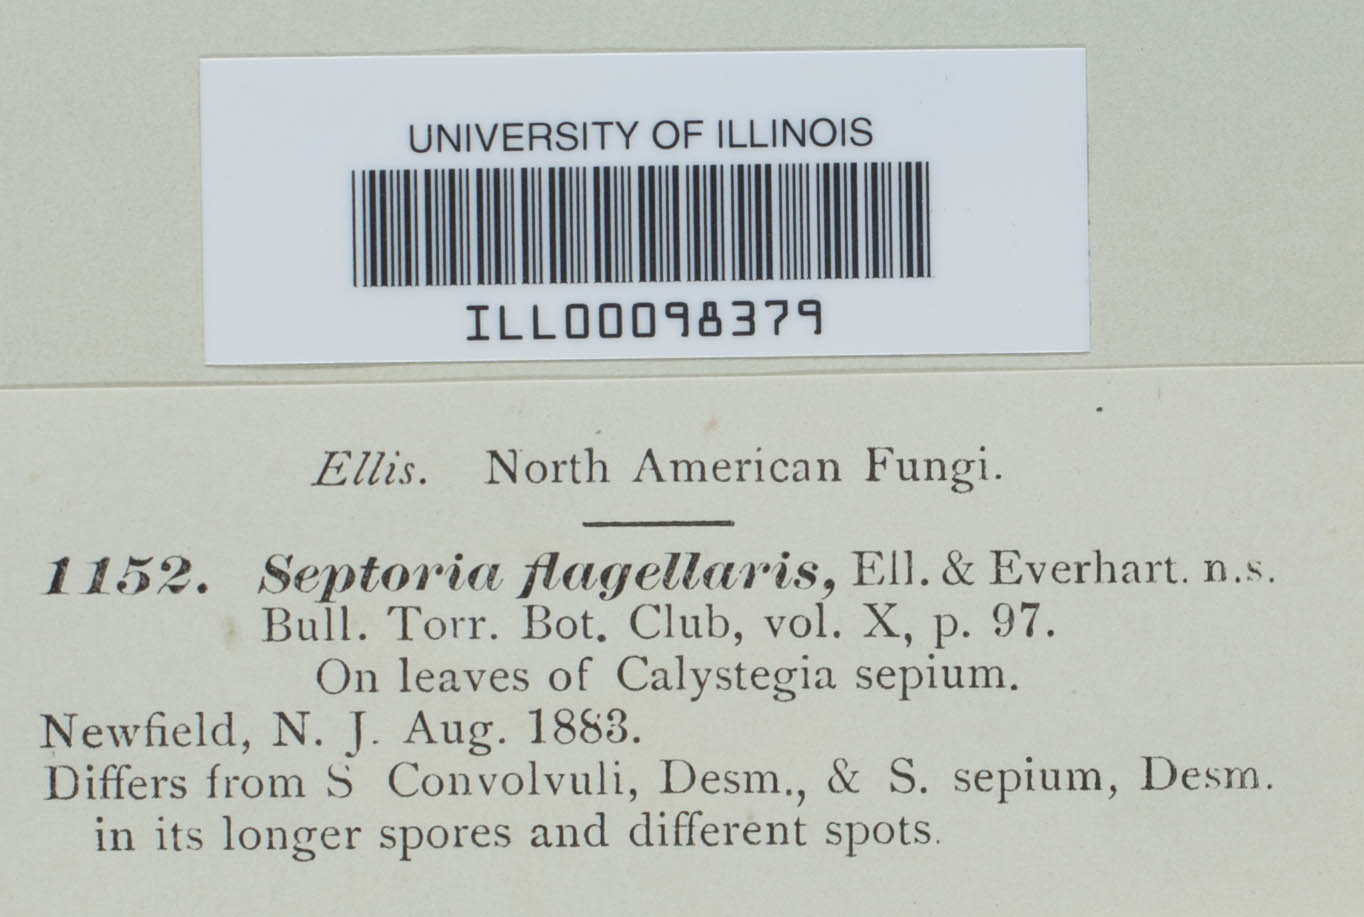 UNIVERSITY OF ILLINOIS
ILL00098379
Ellis. North American Fungi.
1152. Septoria flagellaris, Ell. & Everhart. n.s.
Bull. Torr. Bot. Club, vol. X, p. 97.
On leaves of Calystegia sepium.
Newfield, N. J. Aug. 1883.
Differs from S Convolvuli, Desm., & S. sepium, Desm.
in its longer spores and different spots.